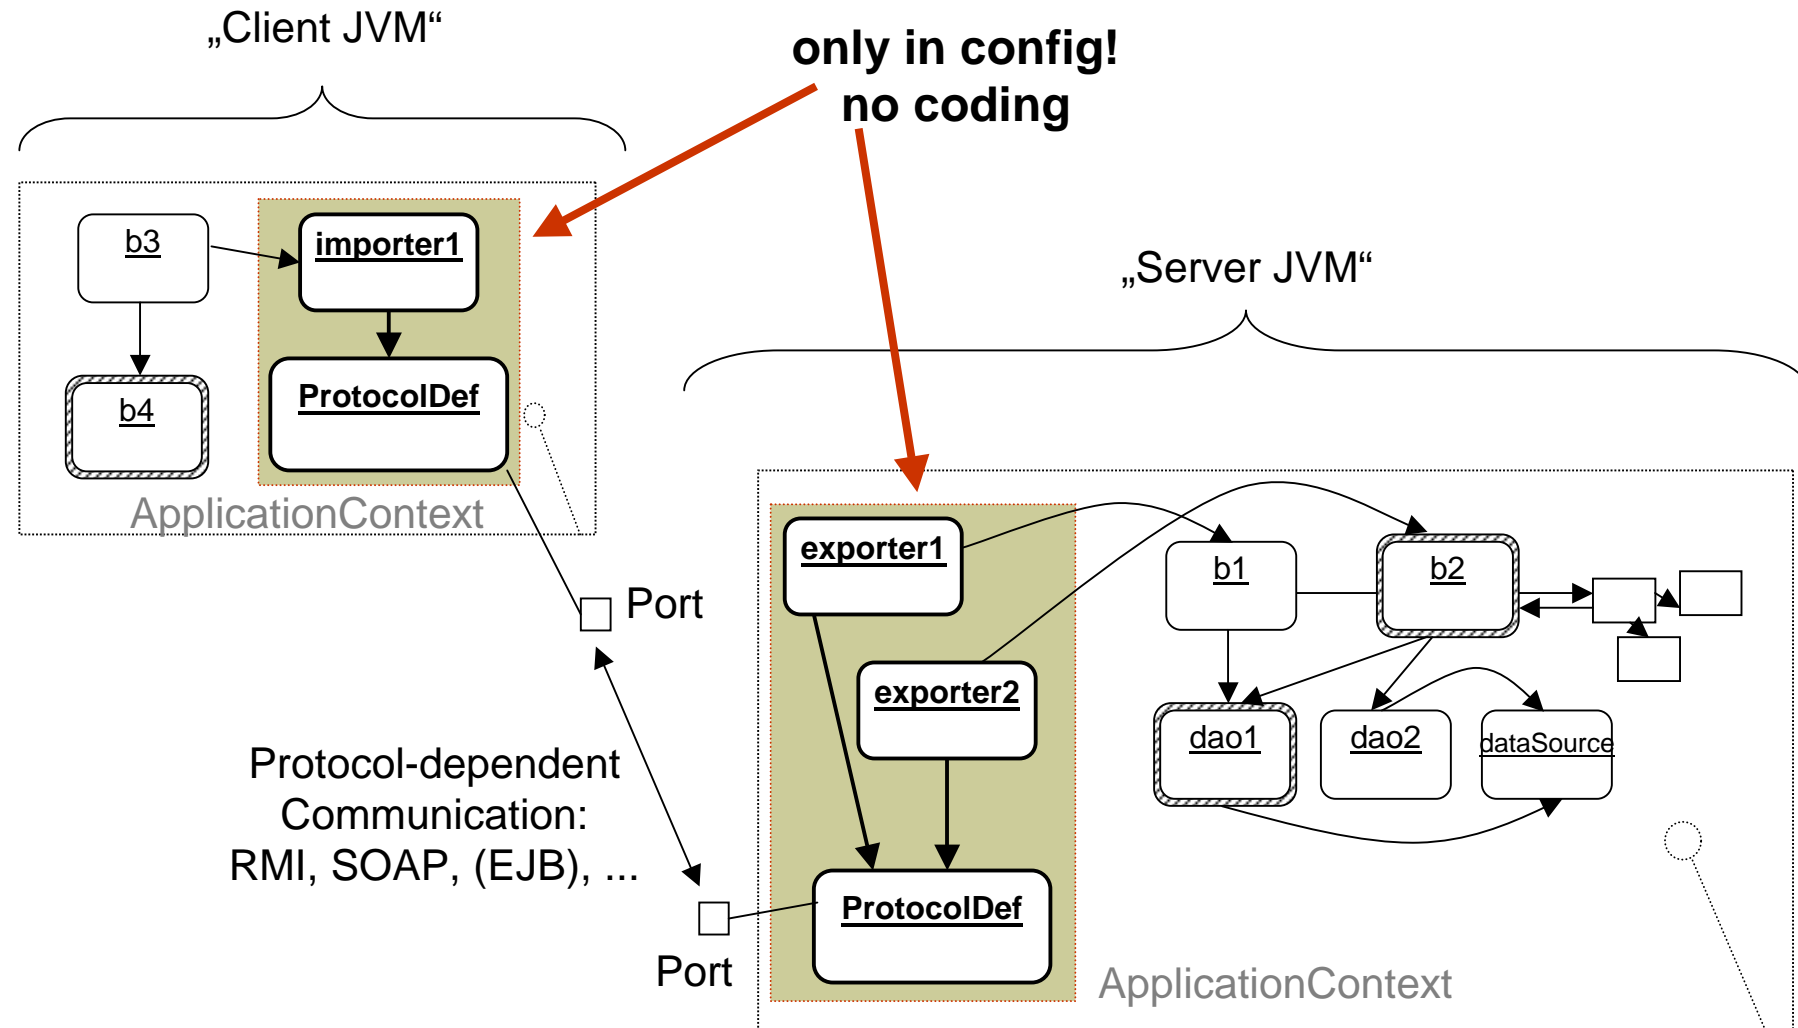 „Client JVM“
only in config!
no coding
b3
importer1
b4
ProtocolDef
ApplicationContext
„Server JVM“
exporter1
b1
b2
Port
exporter2
dao1
dao2
dataSource
Protocol-dependent
Communication:
RMI, SOAP, (EJB), ...
ProtocolDef
Port
ApplicationContext